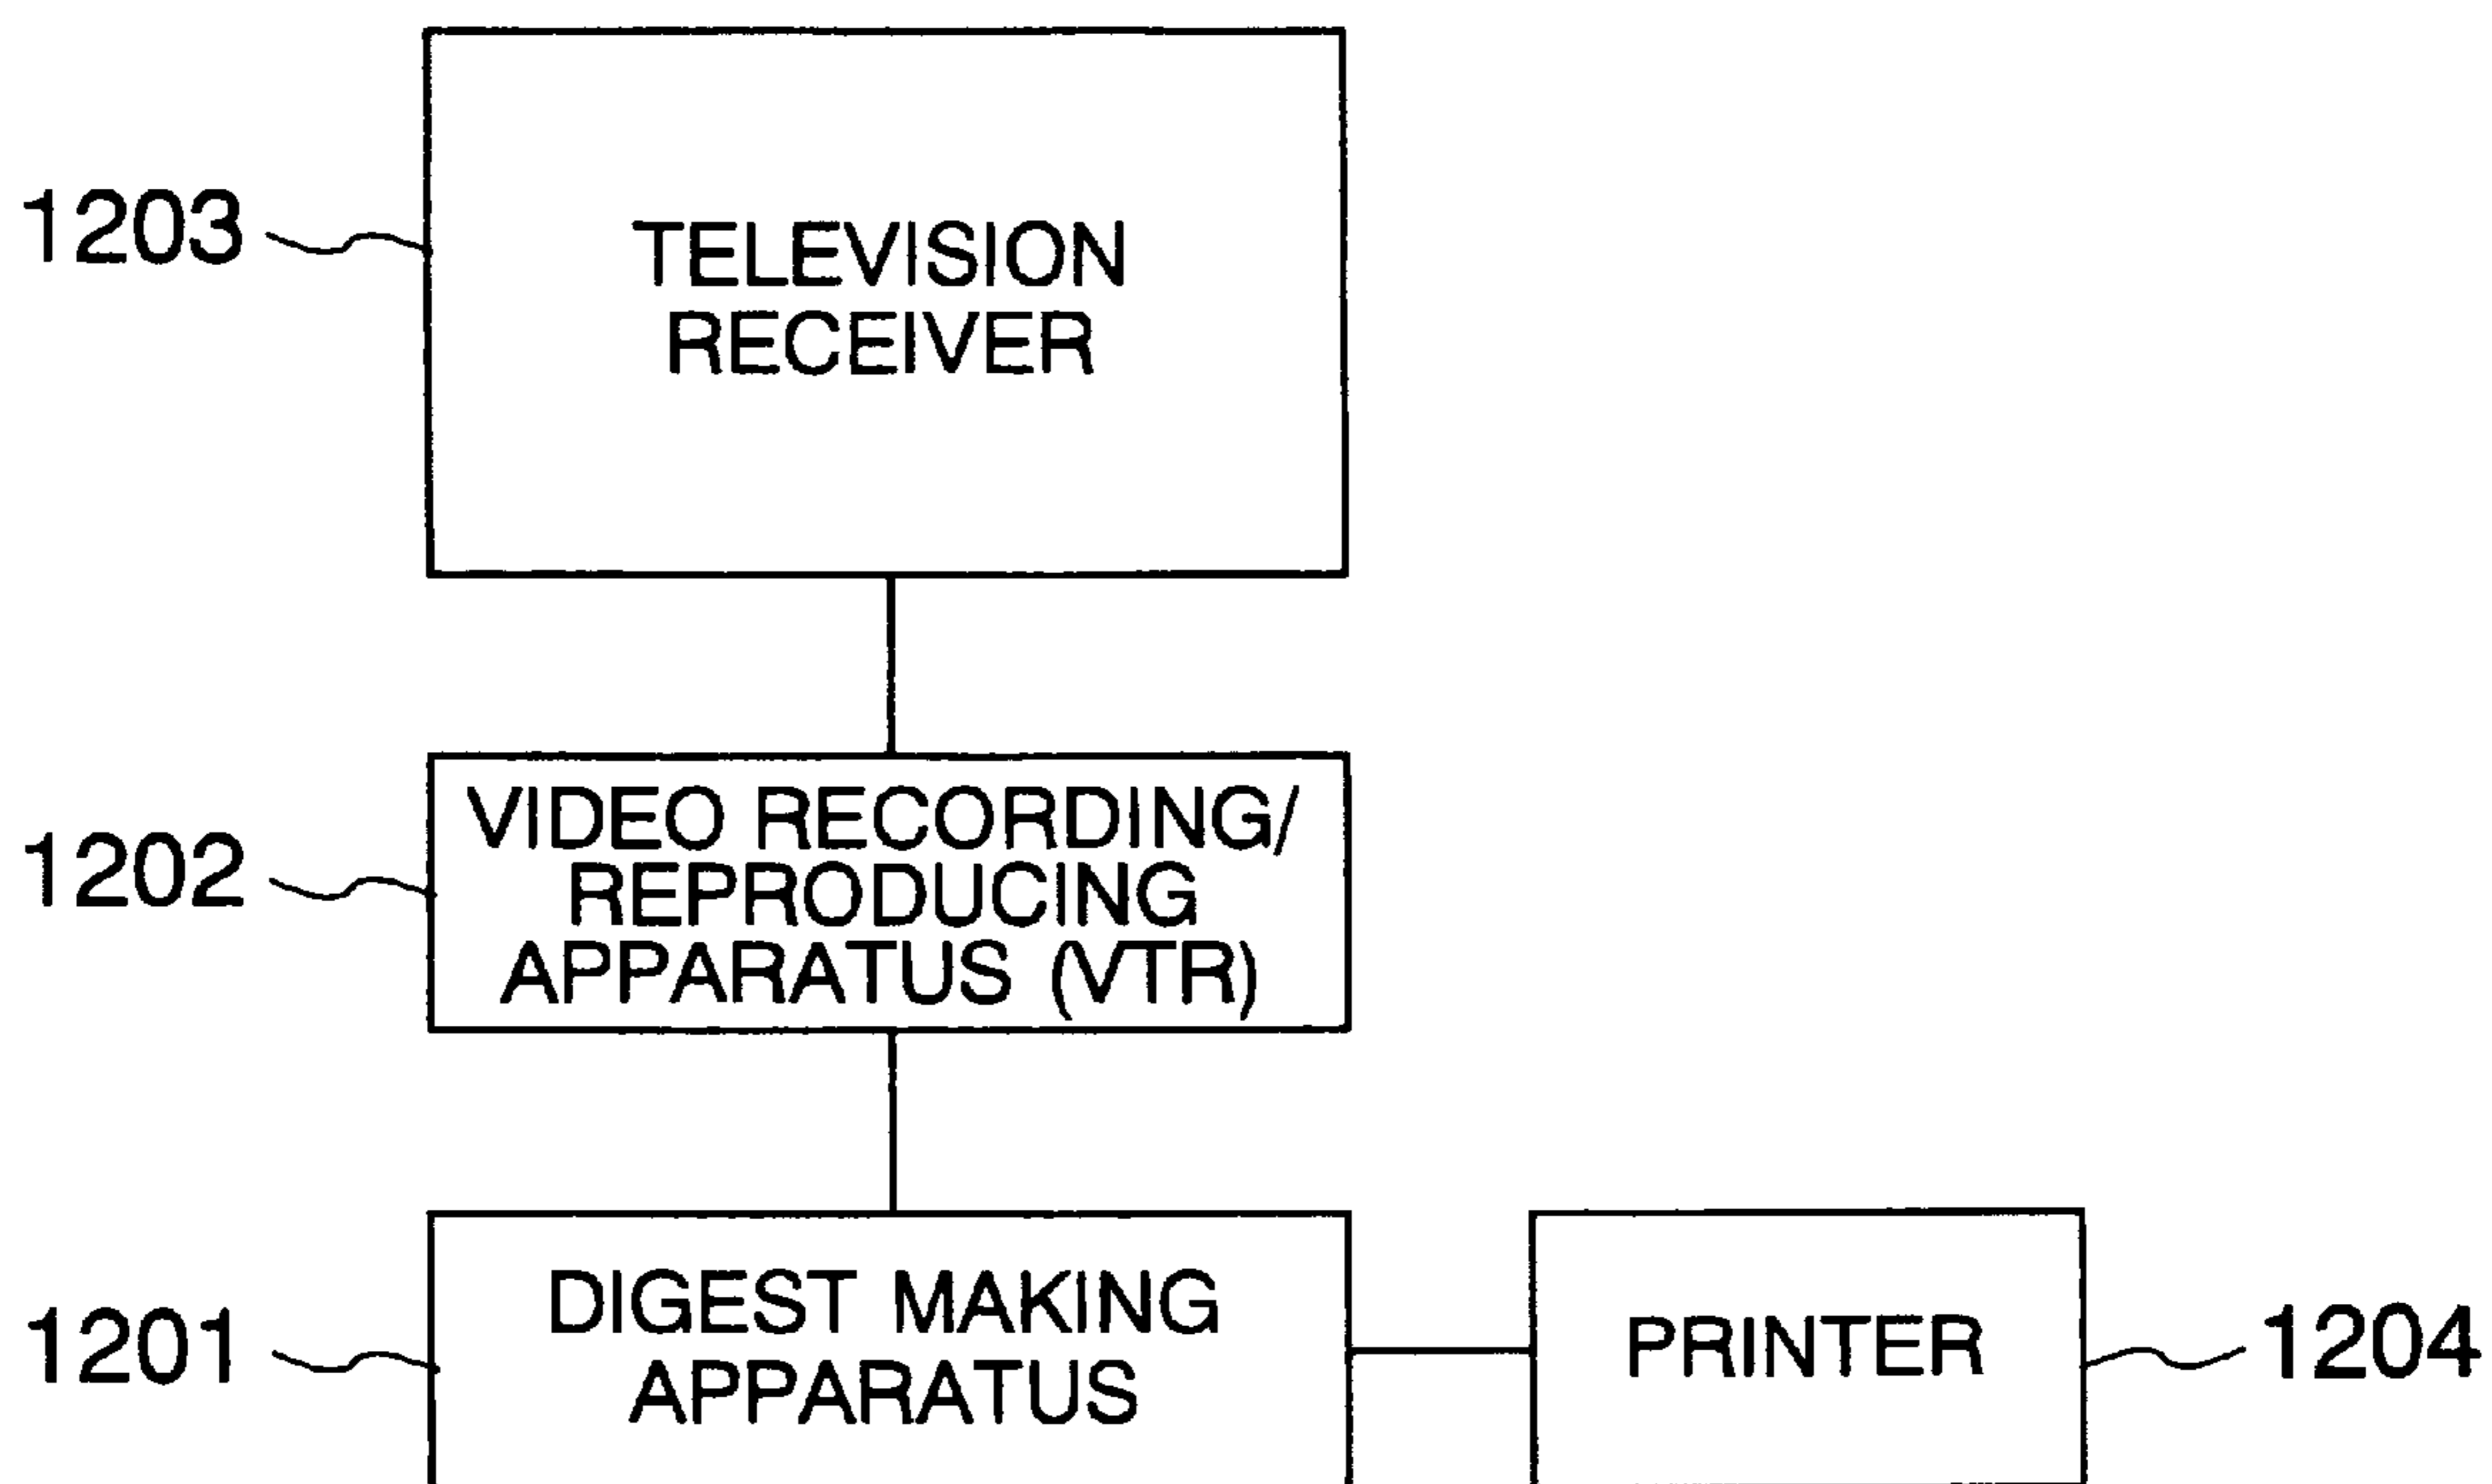 1203
TELEVISION
RECEIVER
1202
VIDEO RECORDING/
REPRODUCING
APPARATUS (VTR)
1201
DIGEST MAKING
APPARATUS
PRINTER
1204